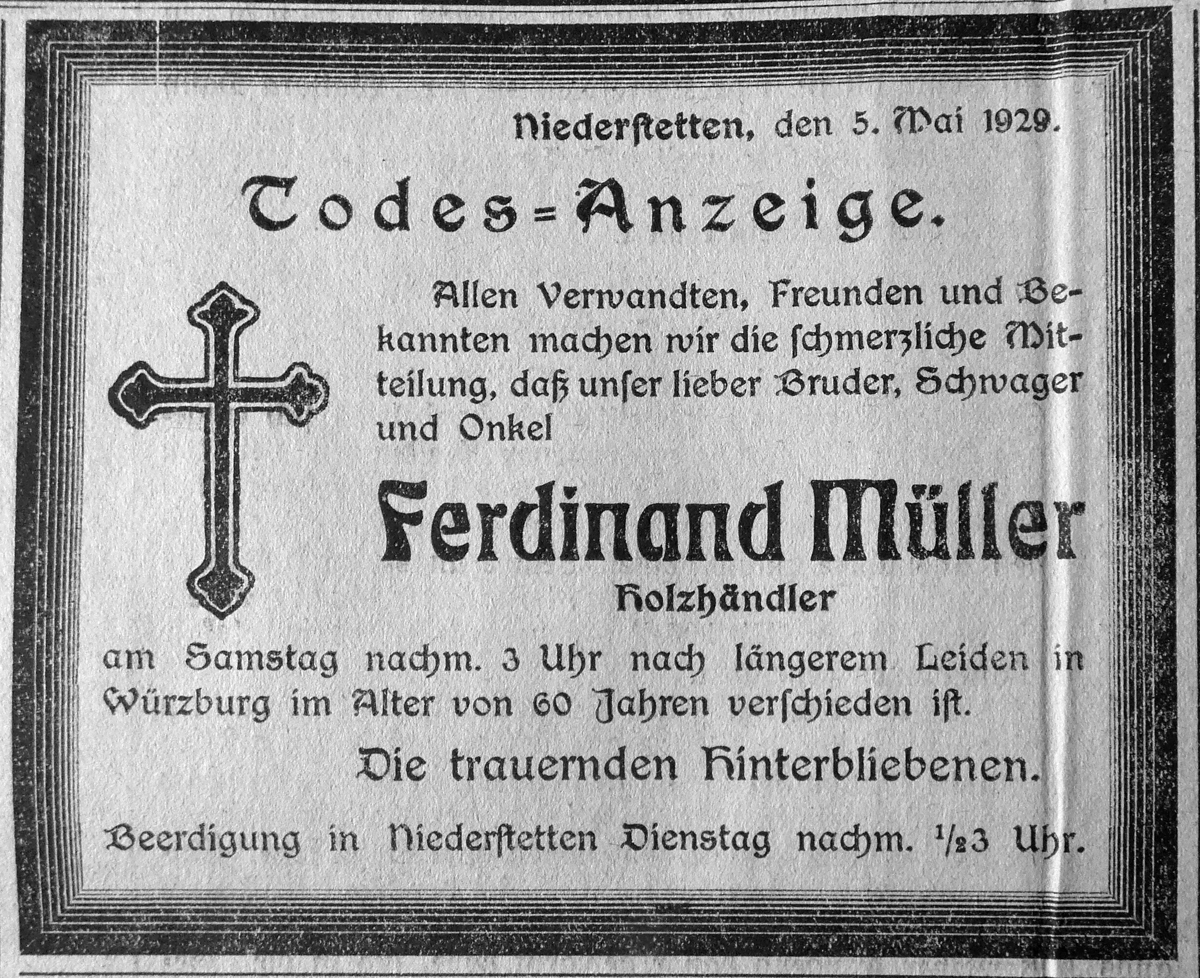 Niederſtetten, den 5. Mai 1929.
Todes=Anzeige.
Allen Verwandten, Freunden und Be-
kannten machen wir die ſchmerzliche Mit-
teilung, daß unſer lieber Bruder, Schwager
und Onkel
Ferdinand Müller
Holzhändler
am Samstag nachm. 3 Uhr nach längerem Leiden in
Würzburg im Alter von 60 Jahren verſchieden iſt.
Die trauernden Hinterbliebenen.
Beerdigung in Niederſtetten Dienstag nachm. ½3 Uhr.